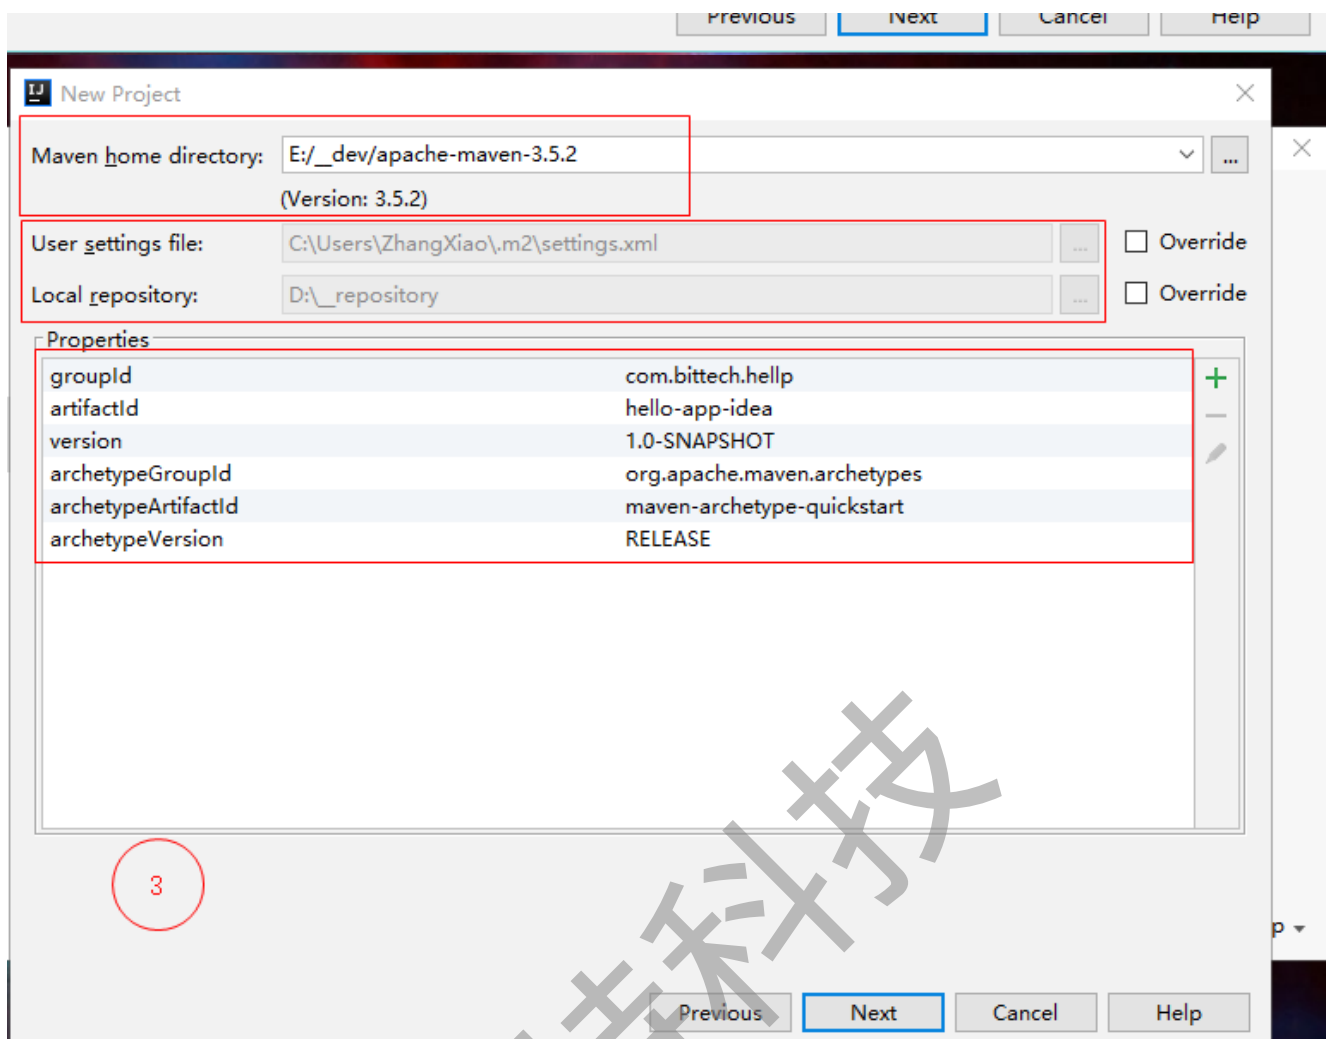 Previous Next Cancel Help
New Project
Maven home directory: E:/__dev/apache-maven-3.5.2 ...
(Version: 3.5.2)
User settings file: C:\Users\ZhangXiao\.m2\settings.xml ... Override
Local repository: D:\__repository ... Override
Properties
groupId com.bittech.hellp
artifactId hello-app-idea
version 1.0-SNAPSHOT
archetypeGroupId org.apache.maven.archetypes
archetypeArtifactId maven-archetype-quickstart
archetypeVersion RELEASE
3
p
科技
Previous Next Cancel Help